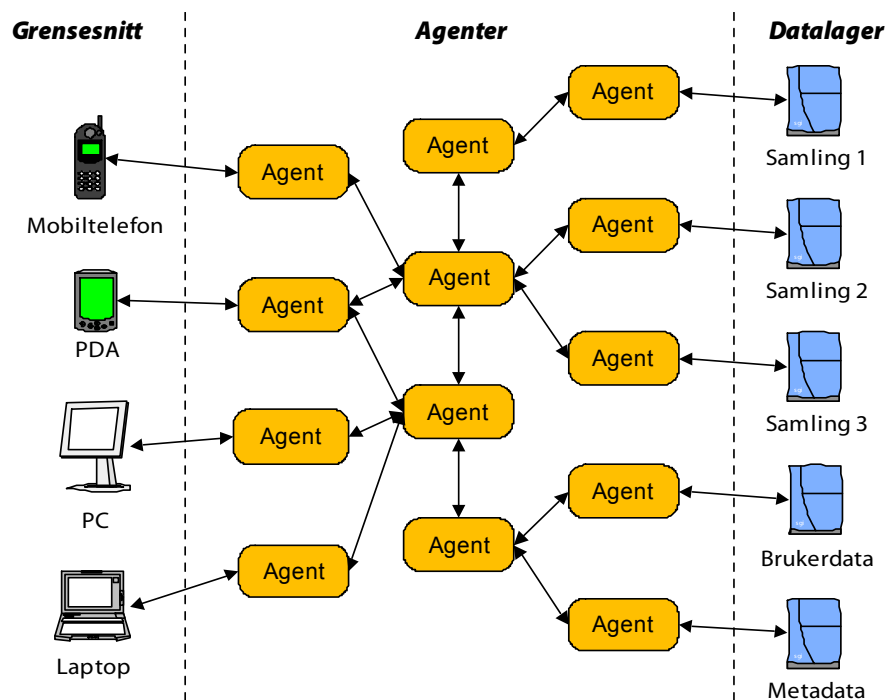 Grensesnitt
Agenter
Datalager
Mobiltelefon
PDA
PC
Laptop
Agent
Agent
Agent
Agent
Agent
Agent
Agent
Agent
Agent
Agent
Agent
Agent
Agent
Samling 1
Samling 2
Samling 3
Brukerdata
Metadata